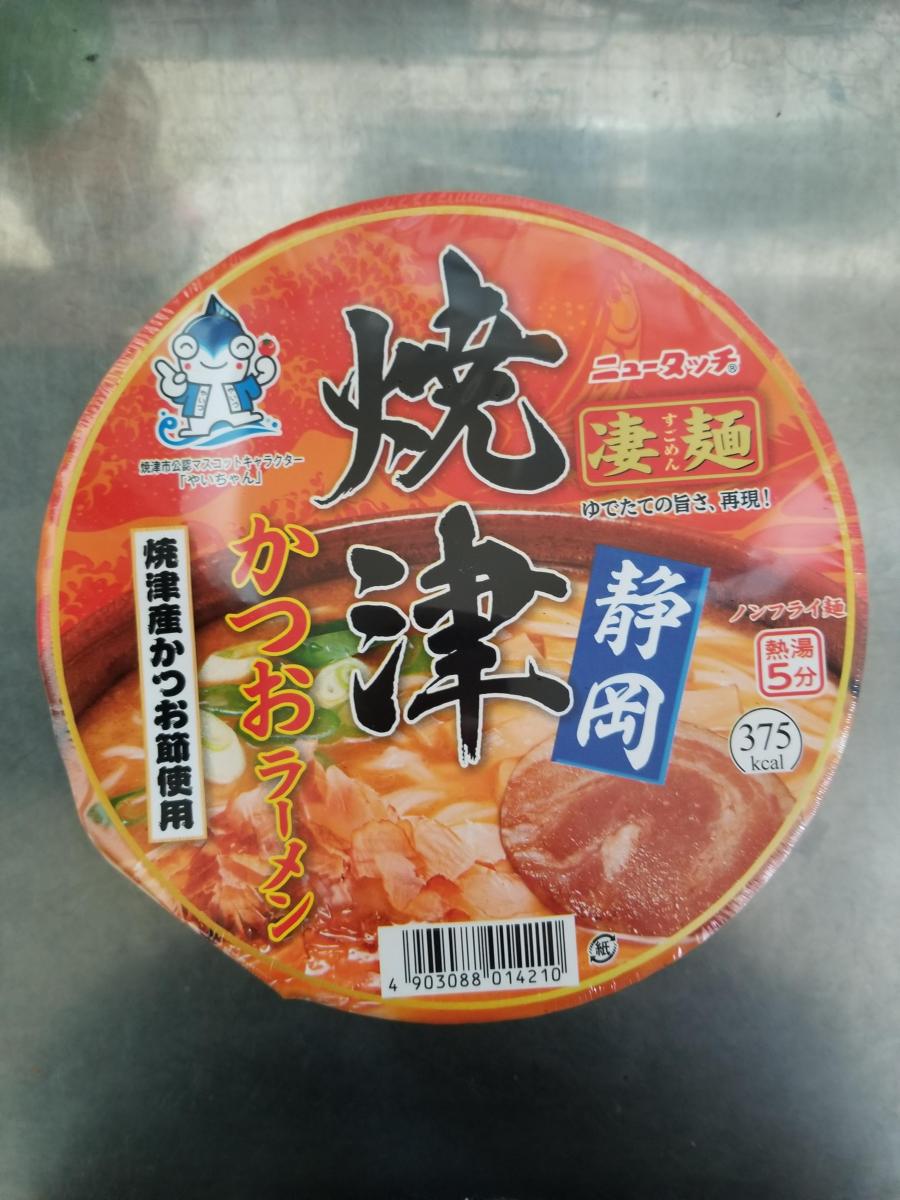 焼津
ニュータッチ®
凄麺
すごめん
ゆでたての旨さ、再現!
焼津市公認マスコットキャラクター
「やいちゃん」
かつおラーメン
焼津産かつお節使用
静岡
ノンフライ麺
熱湯
5分
375
kcal
紙
4 903088 014210